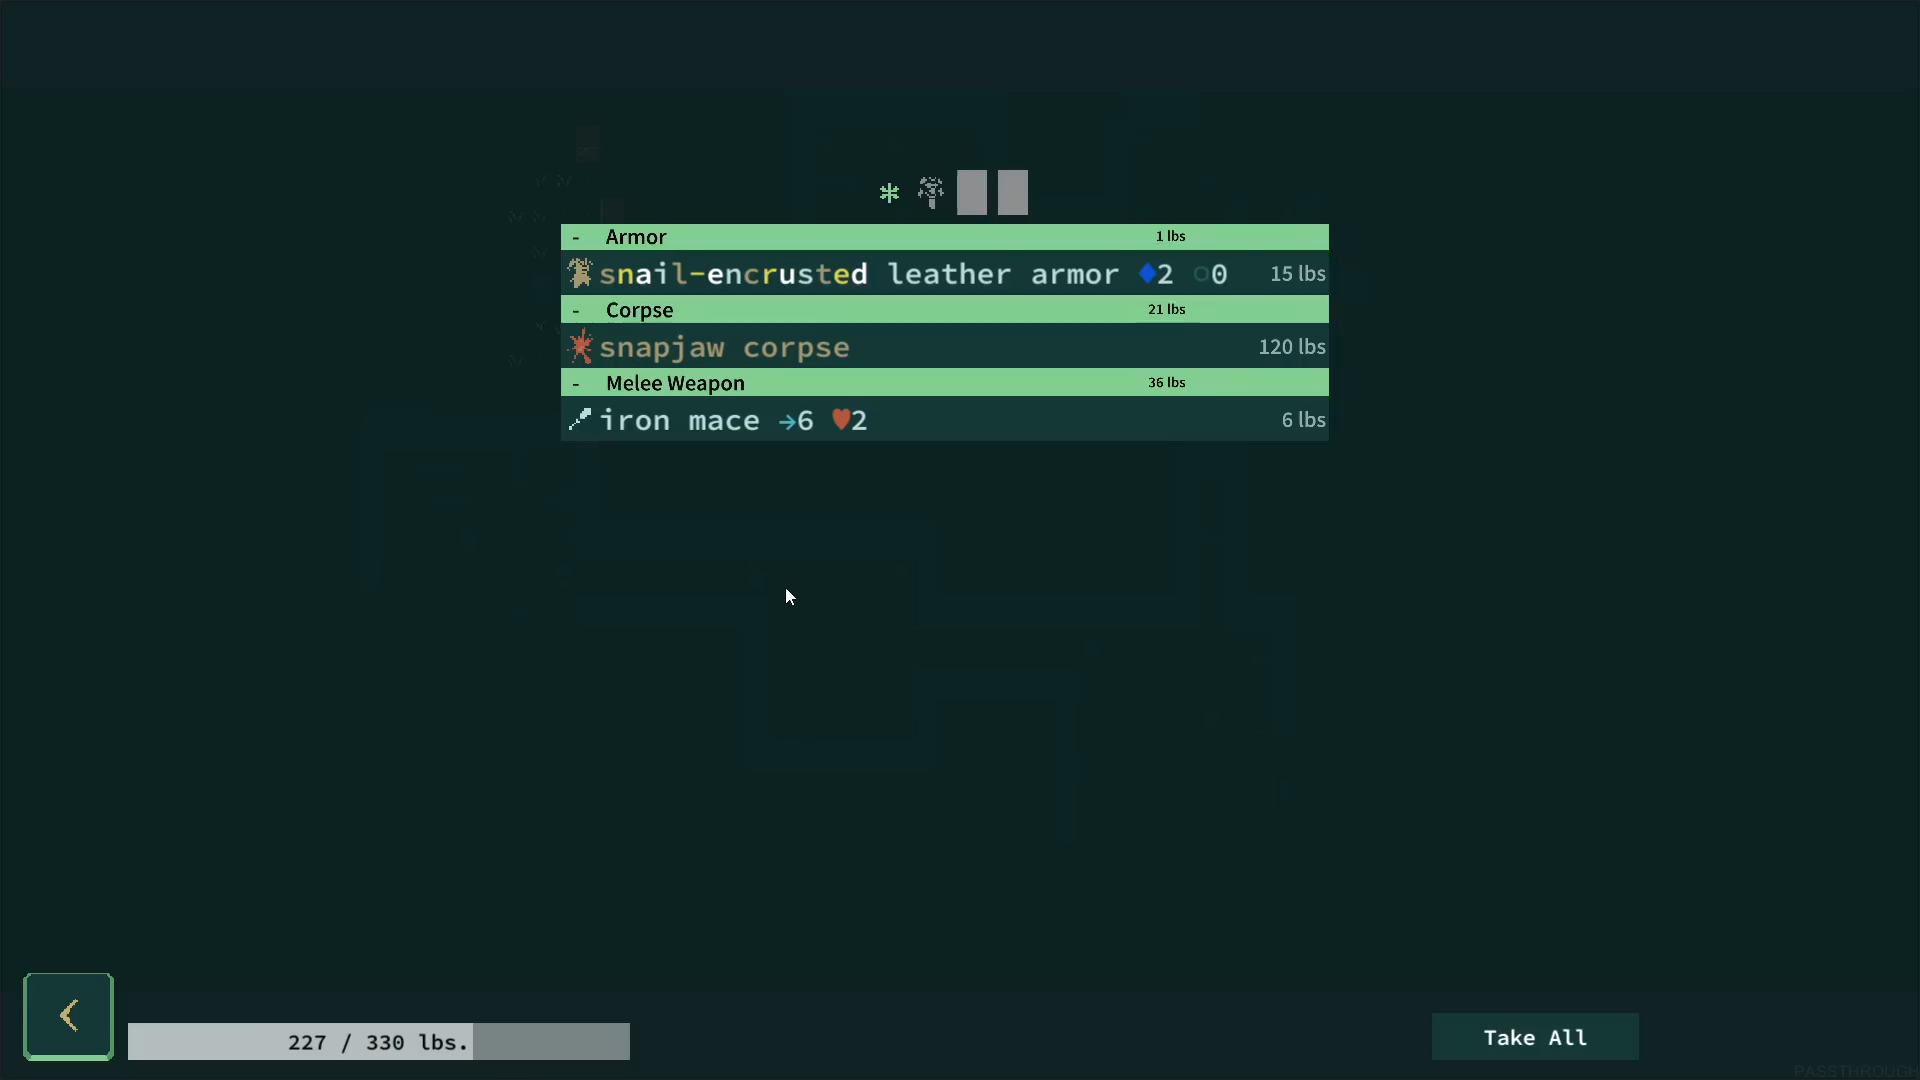 - Armor 1 lbs
snail-encrusted leather armor ♦2 ○0 15 lbs
- Corpse 21 lbs
snapjaw corpse 120 lbs
- Melee Weapon 36 lbs
iron mace →6 ♥2 6 lbs
227 / 330 lbs.
Take All
PASSTHROUGH